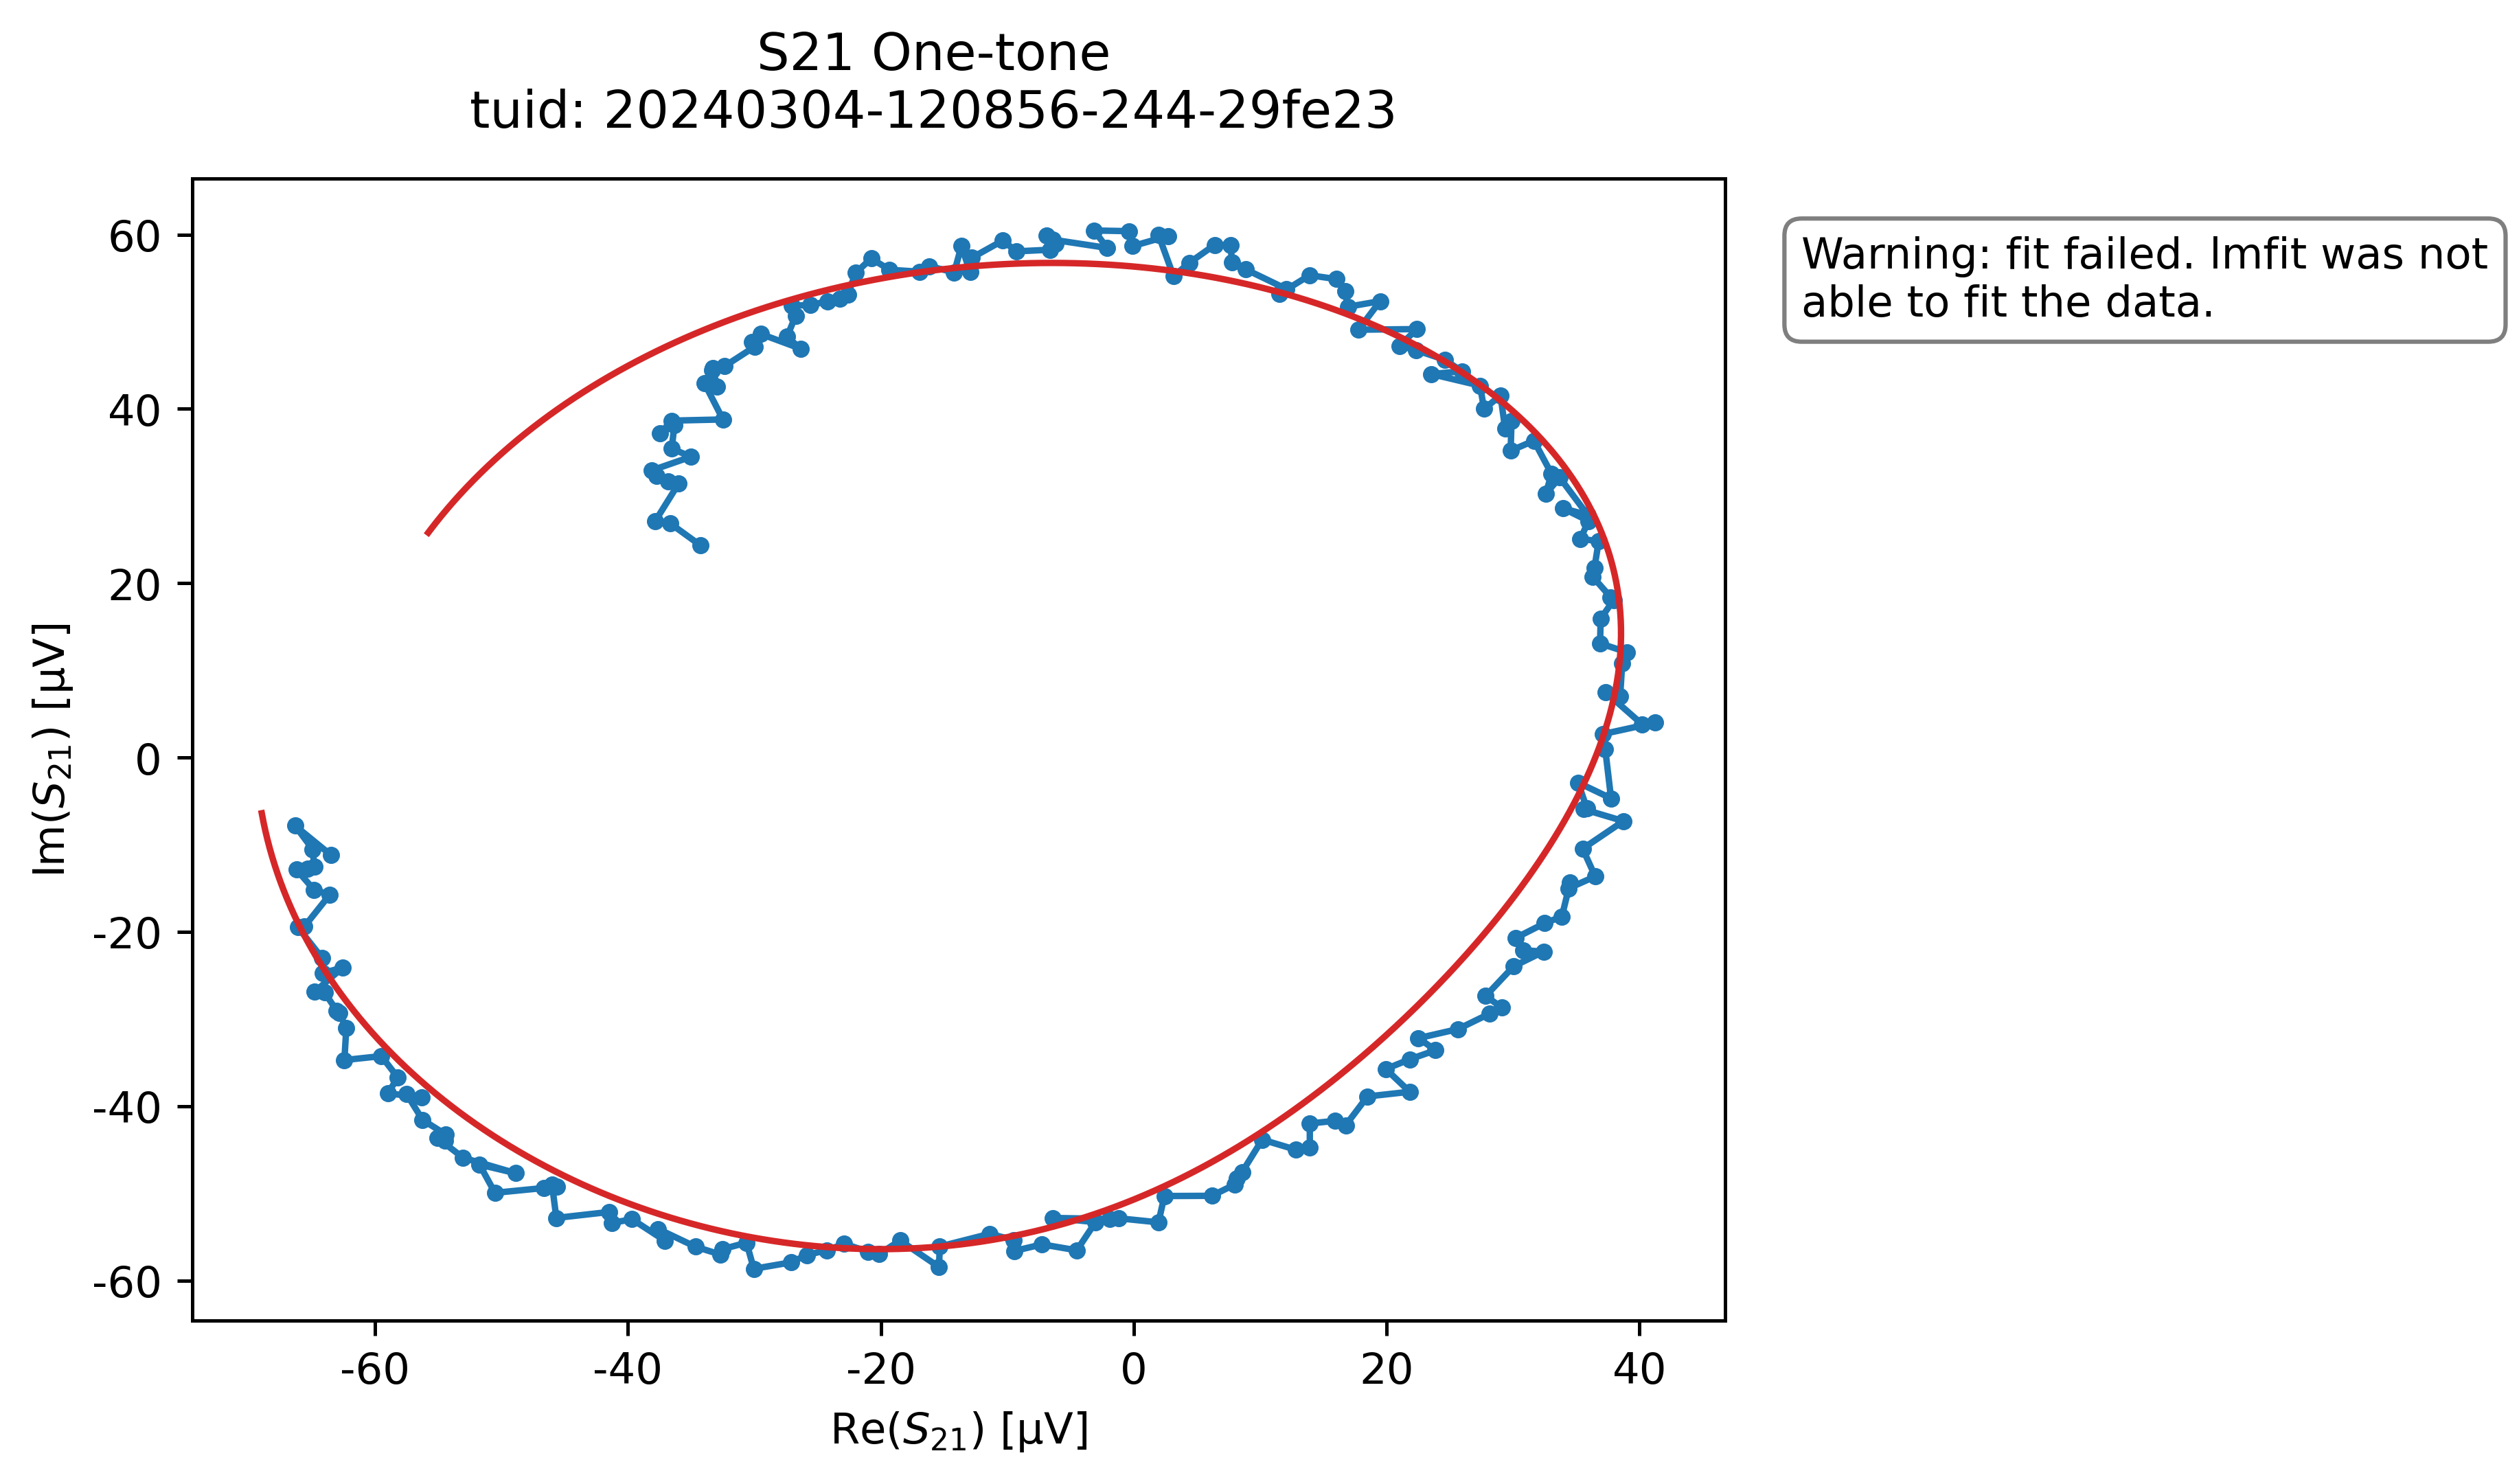 S21 One-tone
tuid: 20240304-120856-244-29fe23
Warning: fit failed. lmfit was not
able to fit the data.
Im(S21) [µV]
60
40
20
0
-20
-40
-60
-60 -40 -20 0 20 40
Re(S21) [µV]